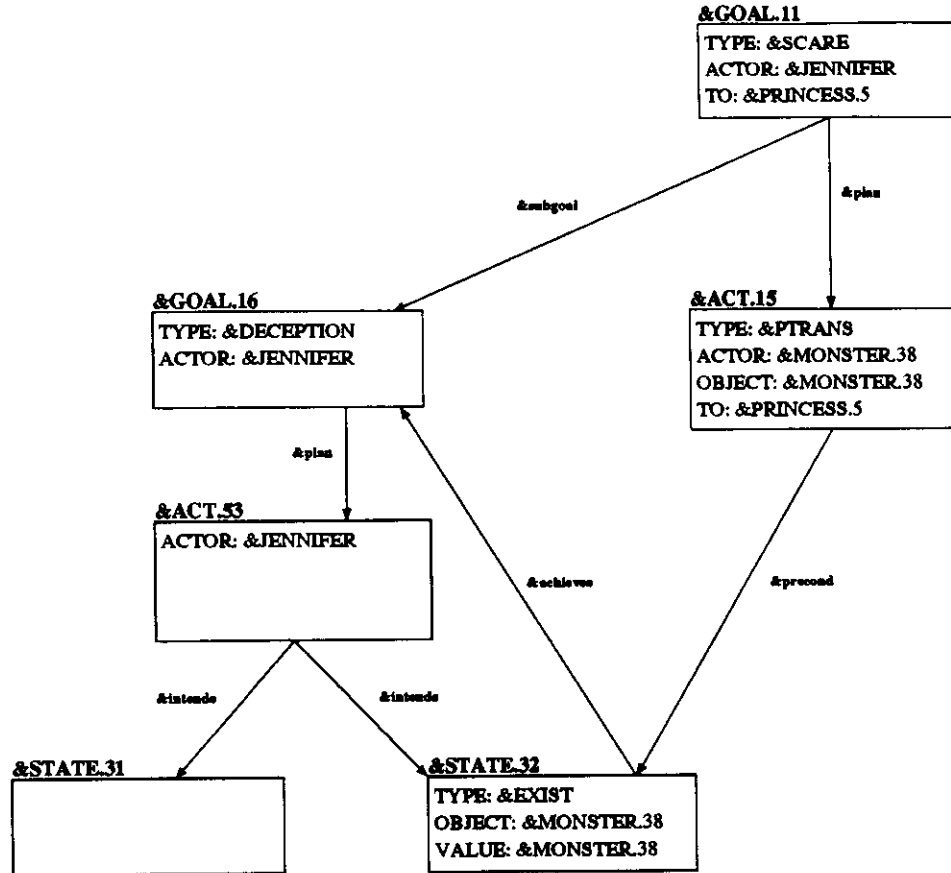 &GOAL.11
TYPE: &SCARE
ACTOR: &JENNIFER
TO: &PRINCESS.5
&subgoal
&plan
&GOAL.16
TYPE: &DECEPTION
ACTOR: &JENNIFER
&ACT.15
TYPE: &PTRANS
ACTOR: &MONSTER.38
OBJECT: &MONSTER.38
TO: &PRINCESS.5
&plan
&ACT.53
ACTOR: &JENNIFER
&achieves
&precond
&intends
&intends
&STATE.31
&STATE.32
TYPE: &EXIST
OBJECT: &MONSTER.38
VALUE: &MONSTER.38